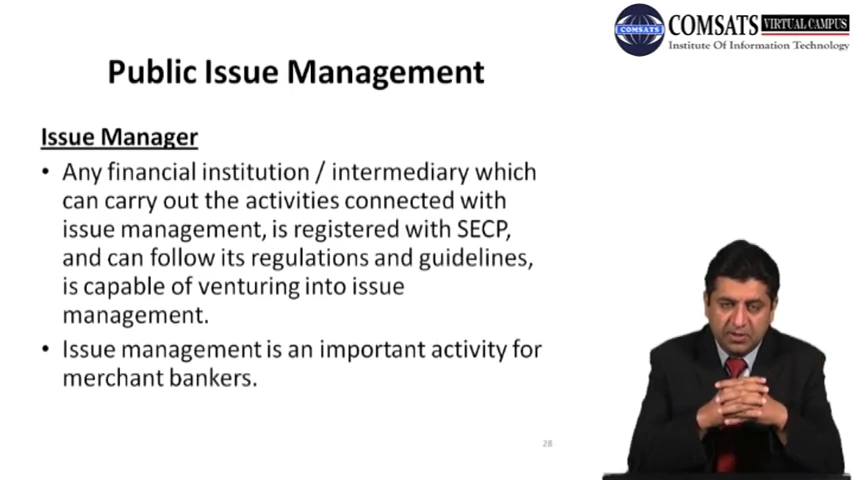 COMSATS VIRTUAL CAMPUS
COMSATS
Institute Of Information Technology
Public Issue Management
Issue Manager
• Any financial institution / intermediary which
can carry out the activities connected with
issue management, is registered with SECP,
and can follow its regulations and guidelines,
is capable of venturing into issue
management.
• Issue management is an important activity for
merchant bankers.
28